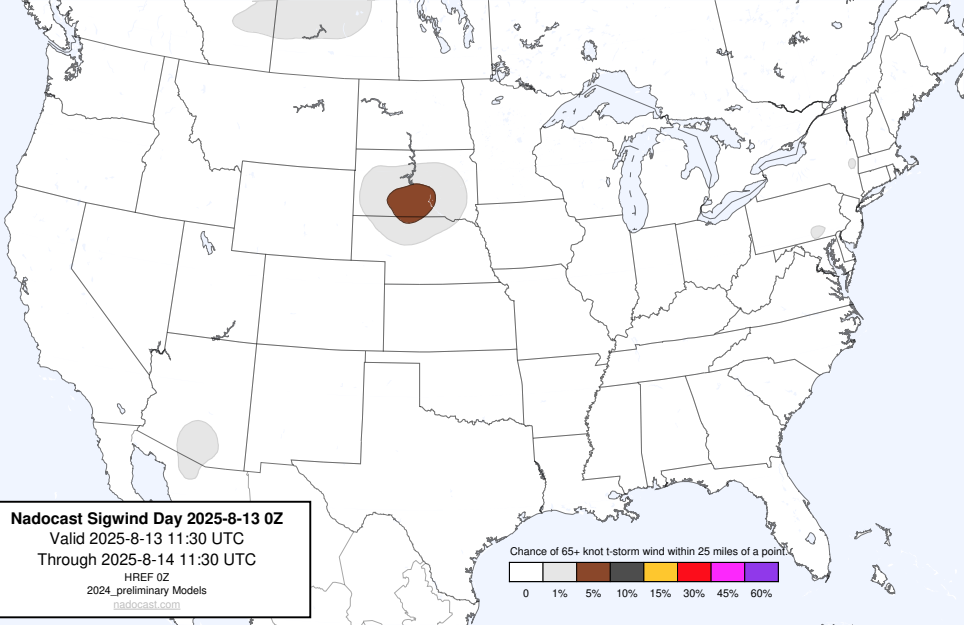 Nadocast Sigwind Day 2025-8-13 0Z
Valid 2025-8-13 11:30 UTC
Through 2025-8-14 11:30 UTC
HREF 0Z
2024_preliminary Models
nadocast.com
Chance of 65+ knot t-storm wind within 25 miles of a point.
0 1% 5% 10% 15% 30% 45% 60%